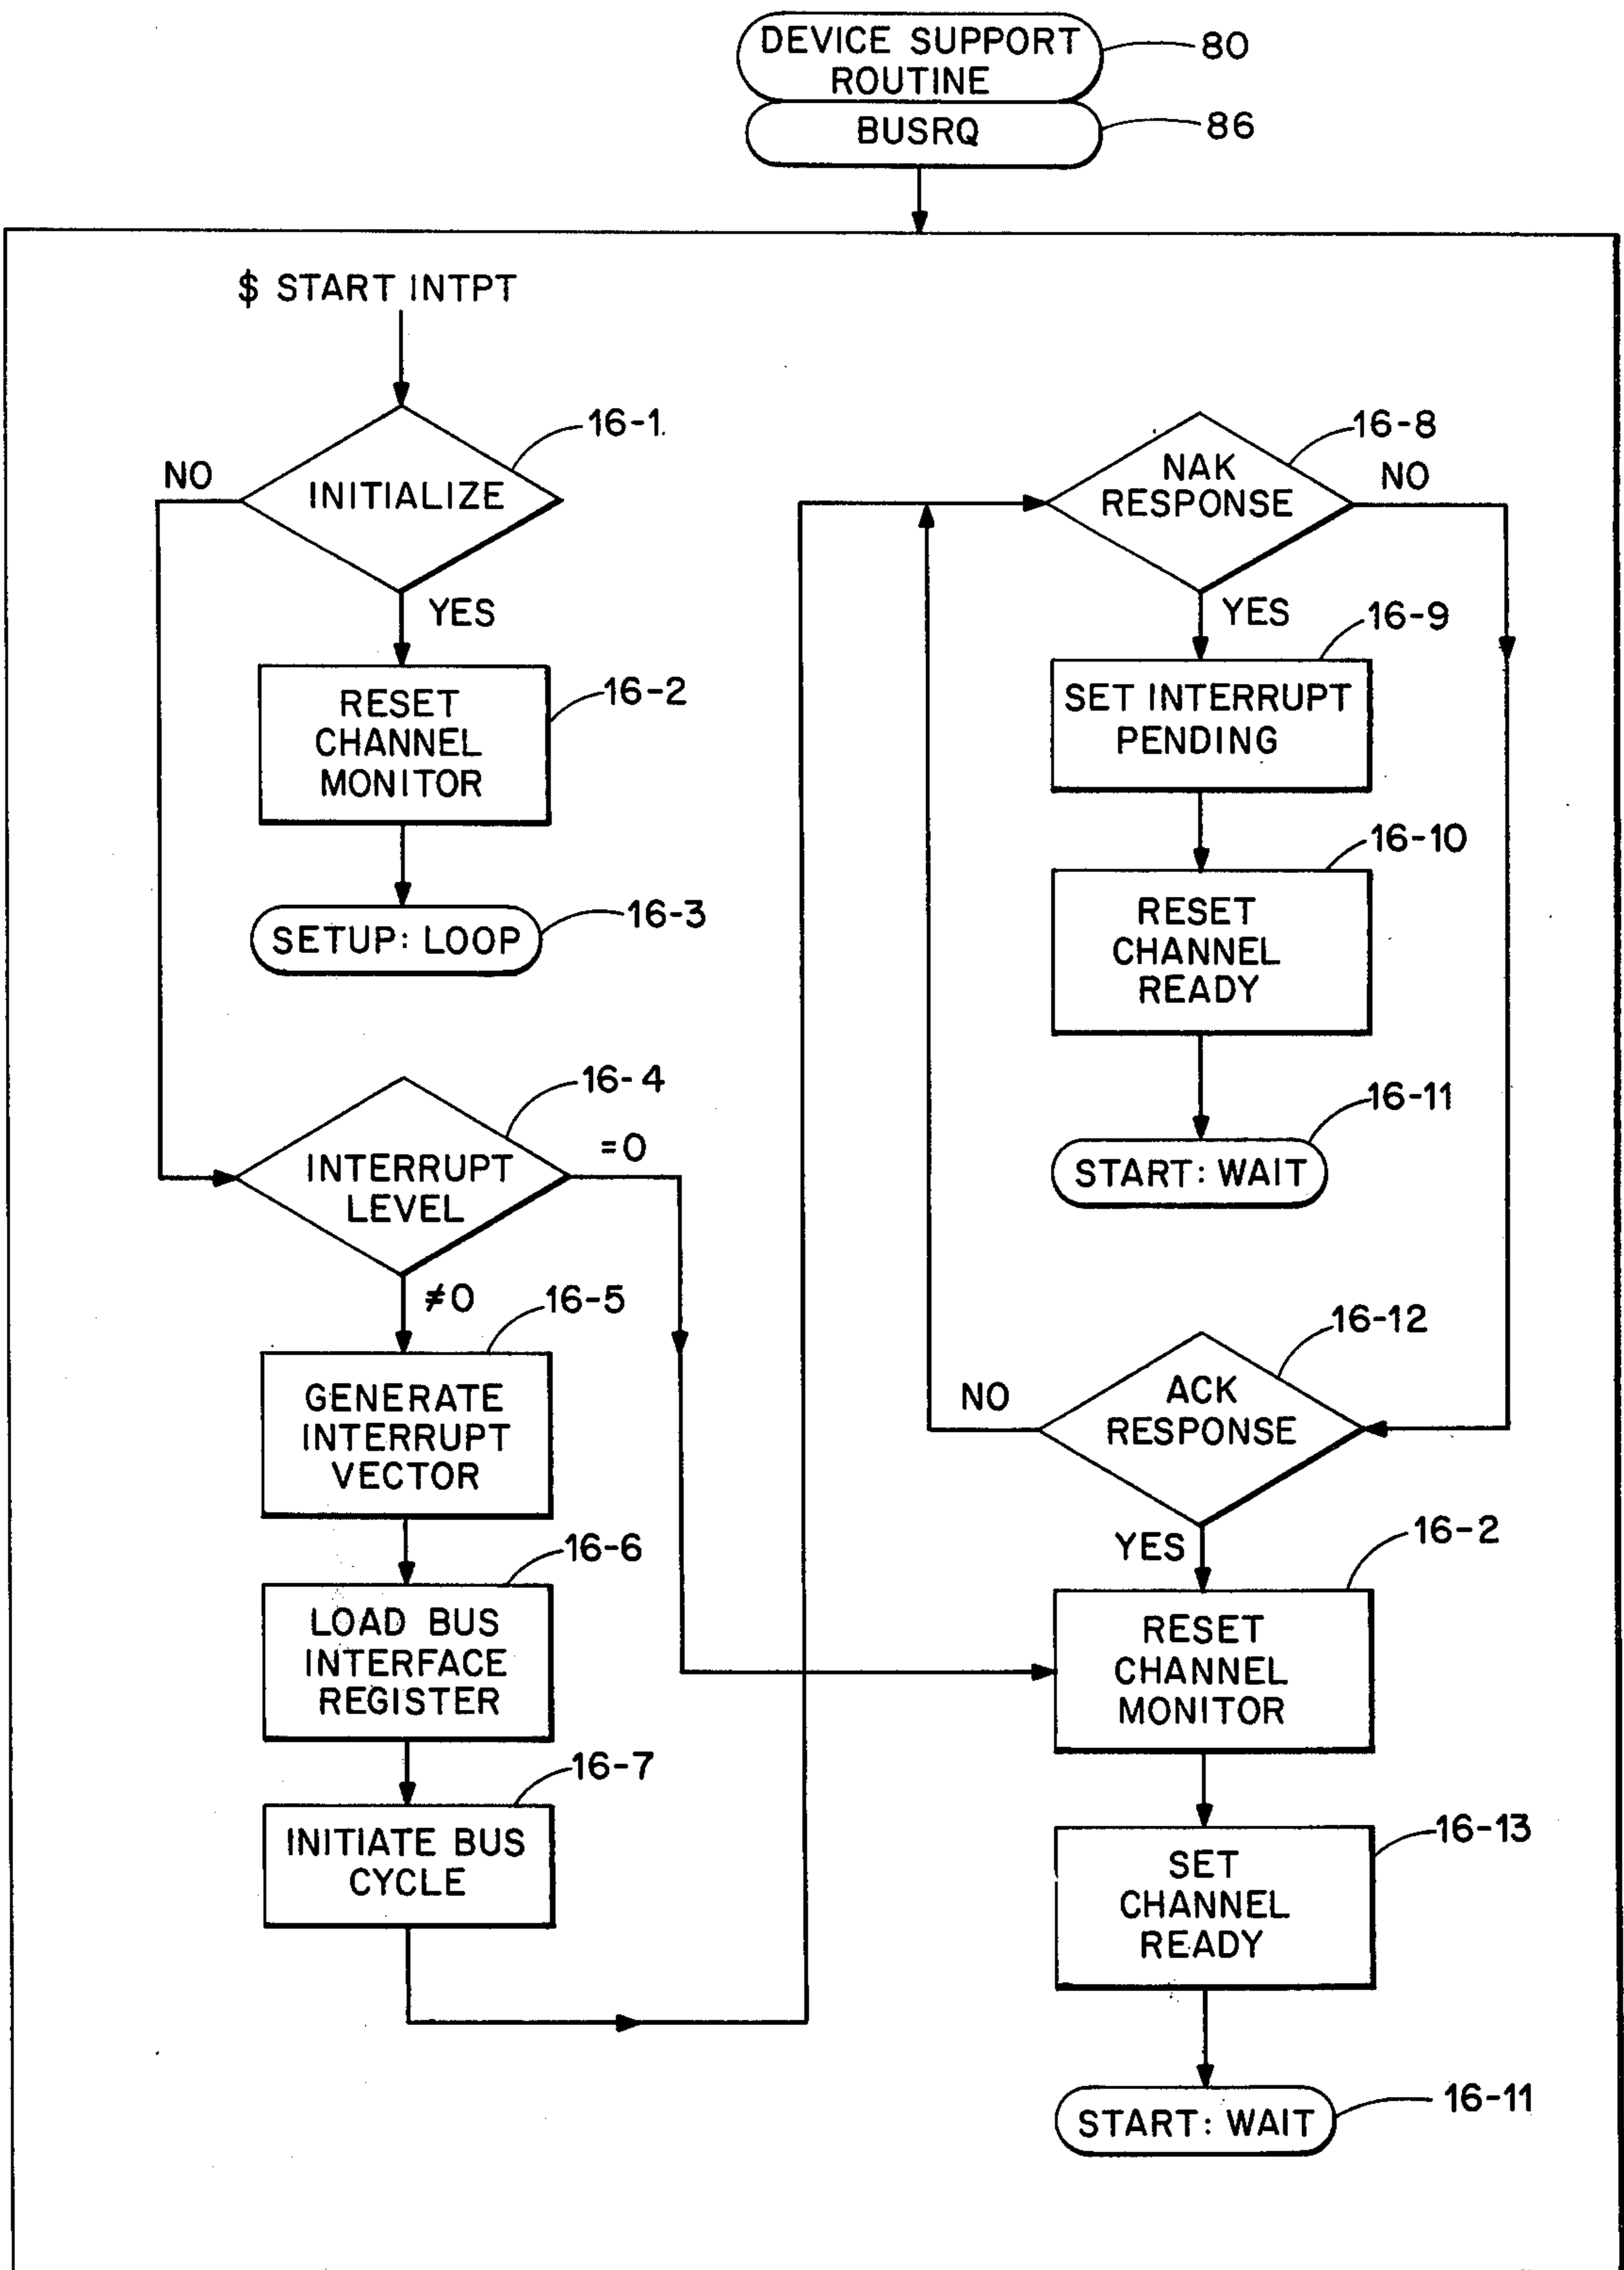 DEVICE SUPPORT
ROUTINE
80
BUSRQ
86
$ START INTPT
16-1
INITIALIZE
NO
YES
16-2
RESET
CHANNEL
MONITOR
16-3
SETUP: LOOP
16-4
INTERRUPT
LEVEL
=0
≠0
16-5
GENERATE
INTERRUPT
VECTOR
16-6
LOAD BUS
INTERFACE
REGISTER
16-7
INITIATE BUS
CYCLE
16-8
NAK
RESPONSE
NO
YES
16-9
SET INTERRUPT
PENDING
16-10
RESET
CHANNEL
READY
16-11
START: WAIT
16-12
ACK
RESPONSE
NO
YES
16-2
RESET
CHANNEL
MONITOR
16-13
SET
CHANNEL
READY
16-11
START: WAIT